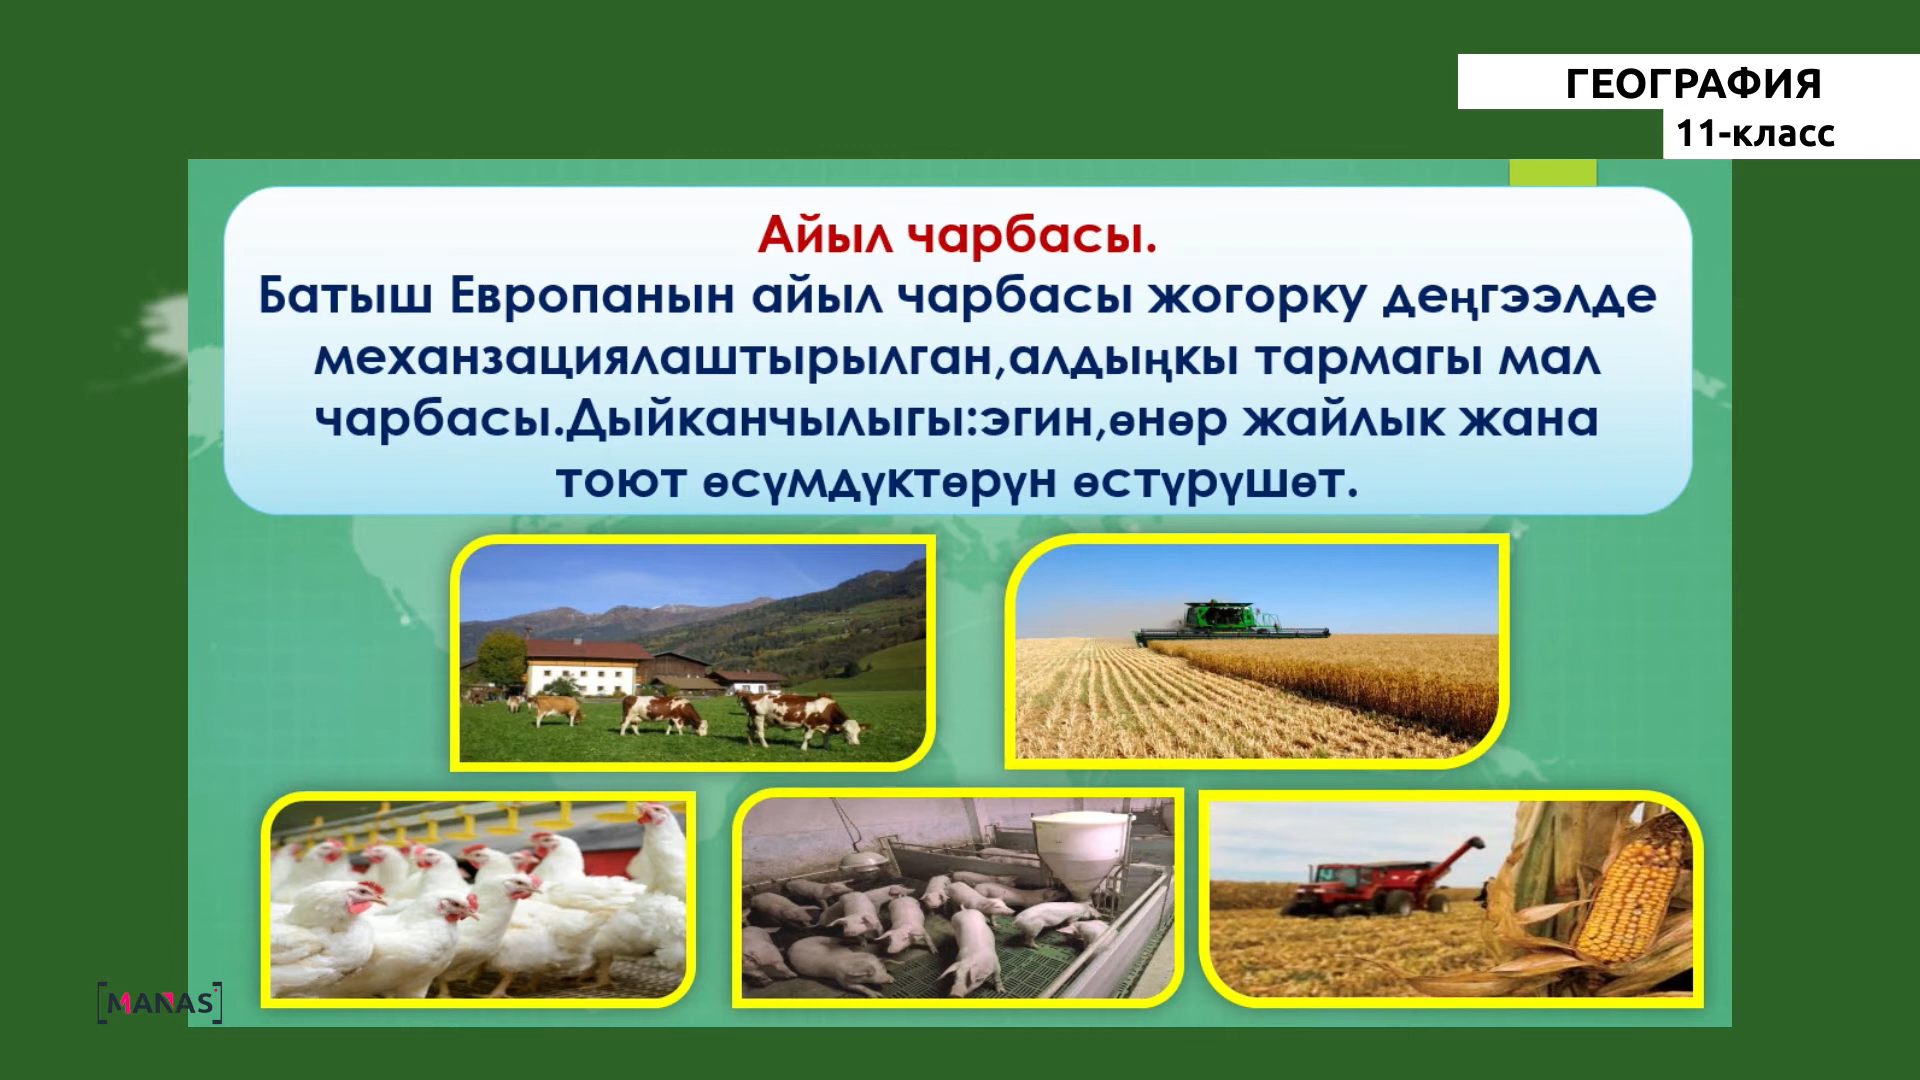 ГЕОГРАФИЯ
11-класс
Айыл чарбасы.
Батыш Европанын айыл чарбасы жогорку деңгээлде
механзациялаштырылган,алдыңкы тармагы мал
чарбасы.Дыйканчылыгы:эгин,өнөр жайлык жана
тоют өсүмдүктөрүн өстүрүшөт.
[MANAS]